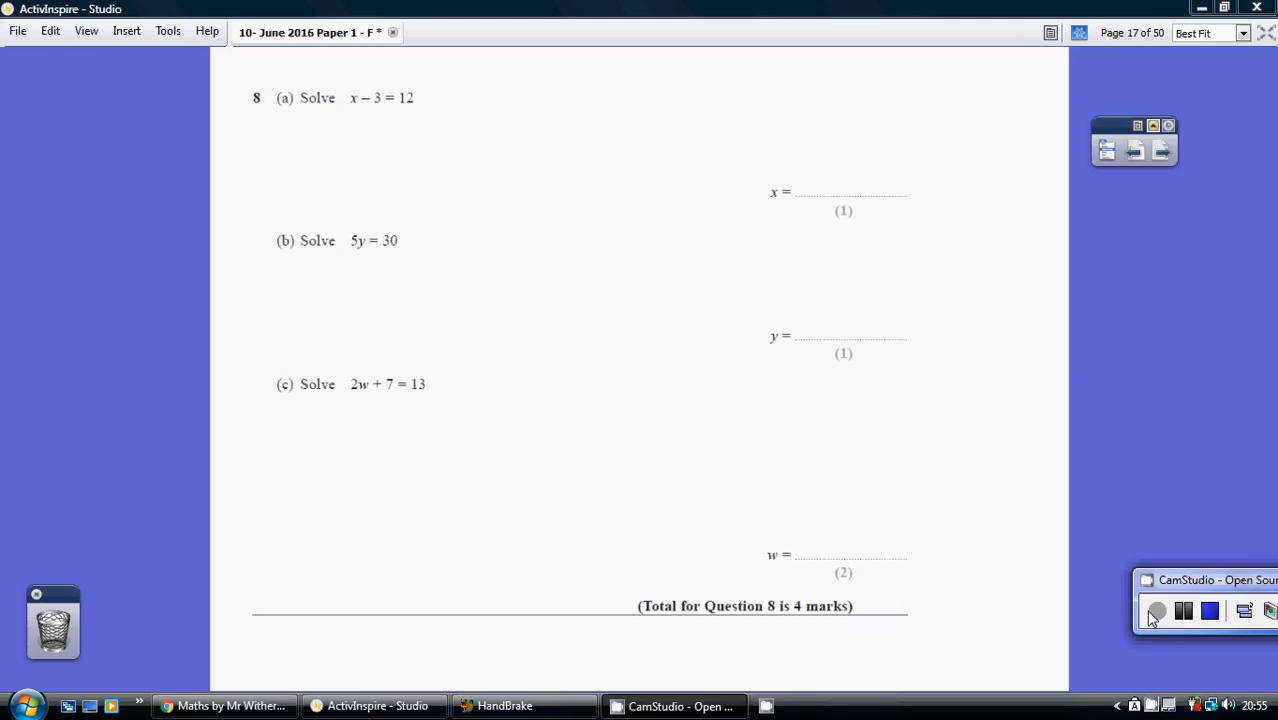 ActivInspire - Studio
File Edit View Insert Tools Help
10- June 2016 Paper 1 - F *
Page 17 of 50
Best Fit
8 (a) Solve x – 3 = 12
x = ....................
(1)
(b) Solve 5y = 30
y = ....................
(1)
(c) Solve 2w + 7 = 13
w = ....................
(2)
(Total for Question 8 is 4 marks)
CamStudio - Open Sour
Maths by Mr Wither...
ActivInspire - Studio
HandBrake
CamStudio - Open ...
A
20:55